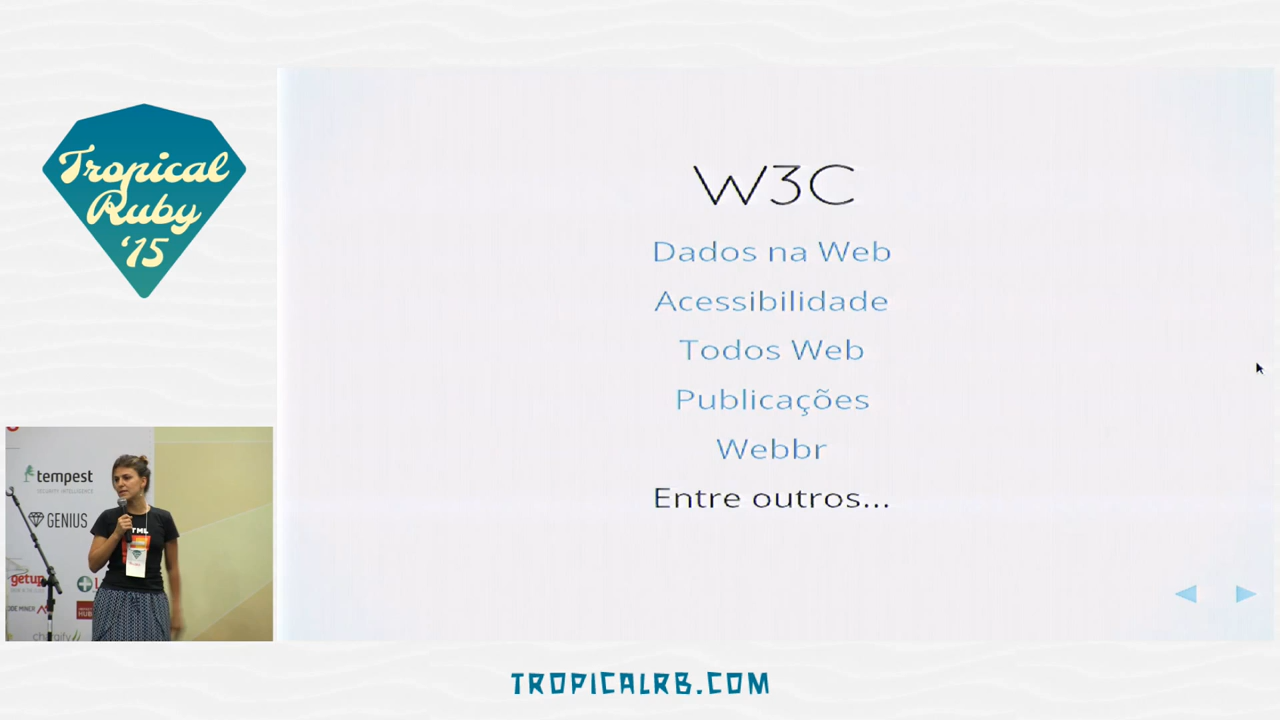 Tropical
Ruby
'15
W3C
Dados na Web
Acessibilidade
Todos Web
Publicações
Webbr
Entre outros...
tempest
GENIUS
getup
TROPICALRB.COM